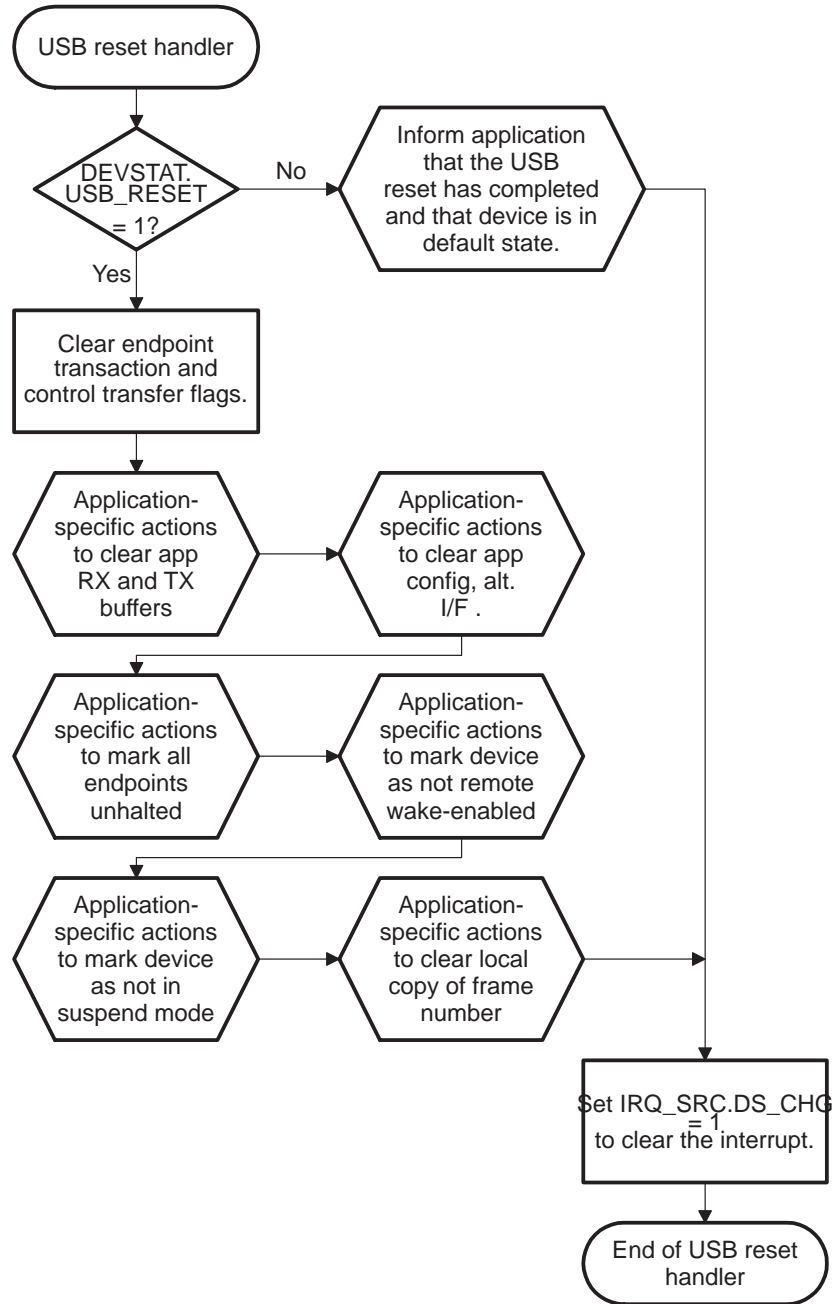 USB reset handler
DEVSTAT.
USB_RESET
= 1?
No
Inform application
that the USB
reset has completed
and that device is in
default state.
Yes
Clear endpoint
transaction and
control transfer flags.
Application-
specific actions
to clear app
RX and TX
buffers
Application-
specific actions
to clear app
config, alt.
I/F .
Application-
specific actions
to mark all
endpoints
unhalted
Application-
specific actions
to mark device
as not remote
wake-enabled
Application-
specific actions
to mark device
as not in
suspend mode
Application-
specific actions
to clear local
copy of frame
number
Set IRQ_SRC.DS_CHG
= 1
to clear the interrupt.
End of USB reset
handler